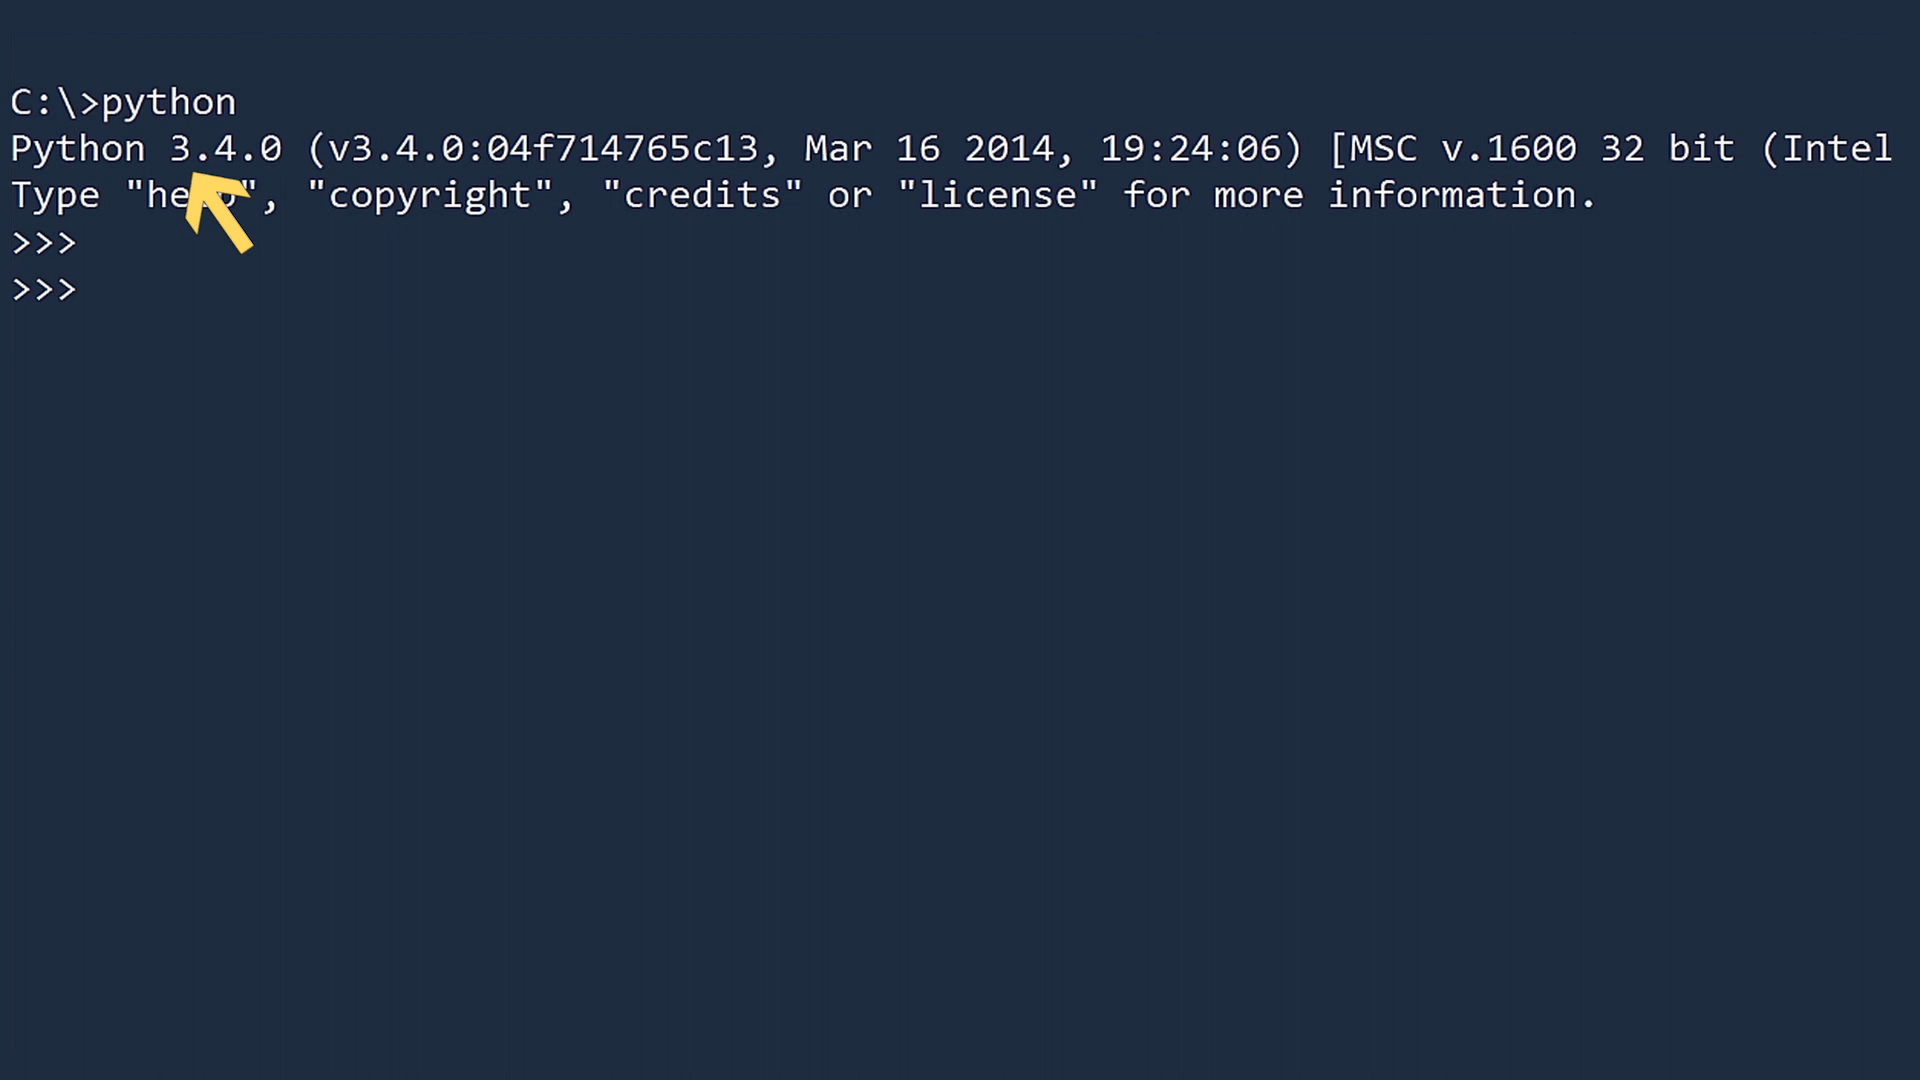 C:\>python
Python 3.4.0 (v3.4.0:04f714765c13, Mar 16 2014, 19:24:06) [MSC v.1600 32 bit (Intel
Type "help", "copyright", "credits" or "license" for more information.
>>>
>>>